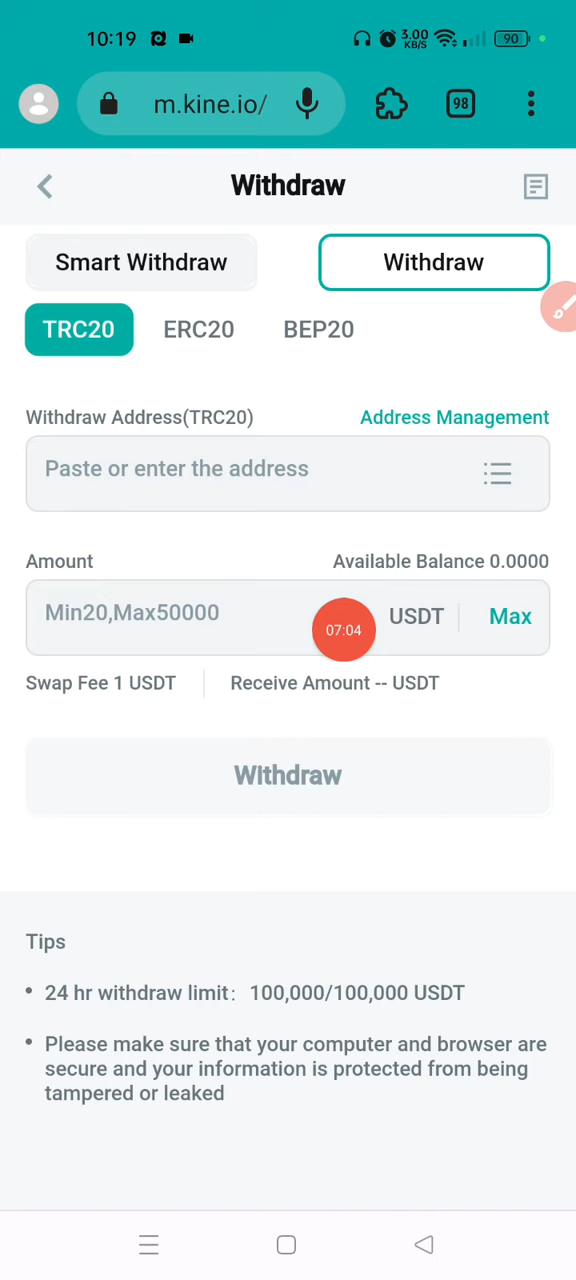 10:19
3.00
KB/S
90
m.kine.io/
98
Withdraw
Smart Withdraw
Withdraw
TRC20
ERC20
BEP20
Withdraw Address(TRC20)
Address Management
Paste or enter the address
Amount
Available Balance 0.0000
Min20,Max50000
07:04
USDT
Max
Swap Fee 1 USDT
Receive Amount -- USDT
Withdraw
Tips
• 24 hr withdraw limit: 100,000/100,000 USDT
• Please make sure that your computer and browser are
secure and your information is protected from being
tampered or leaked